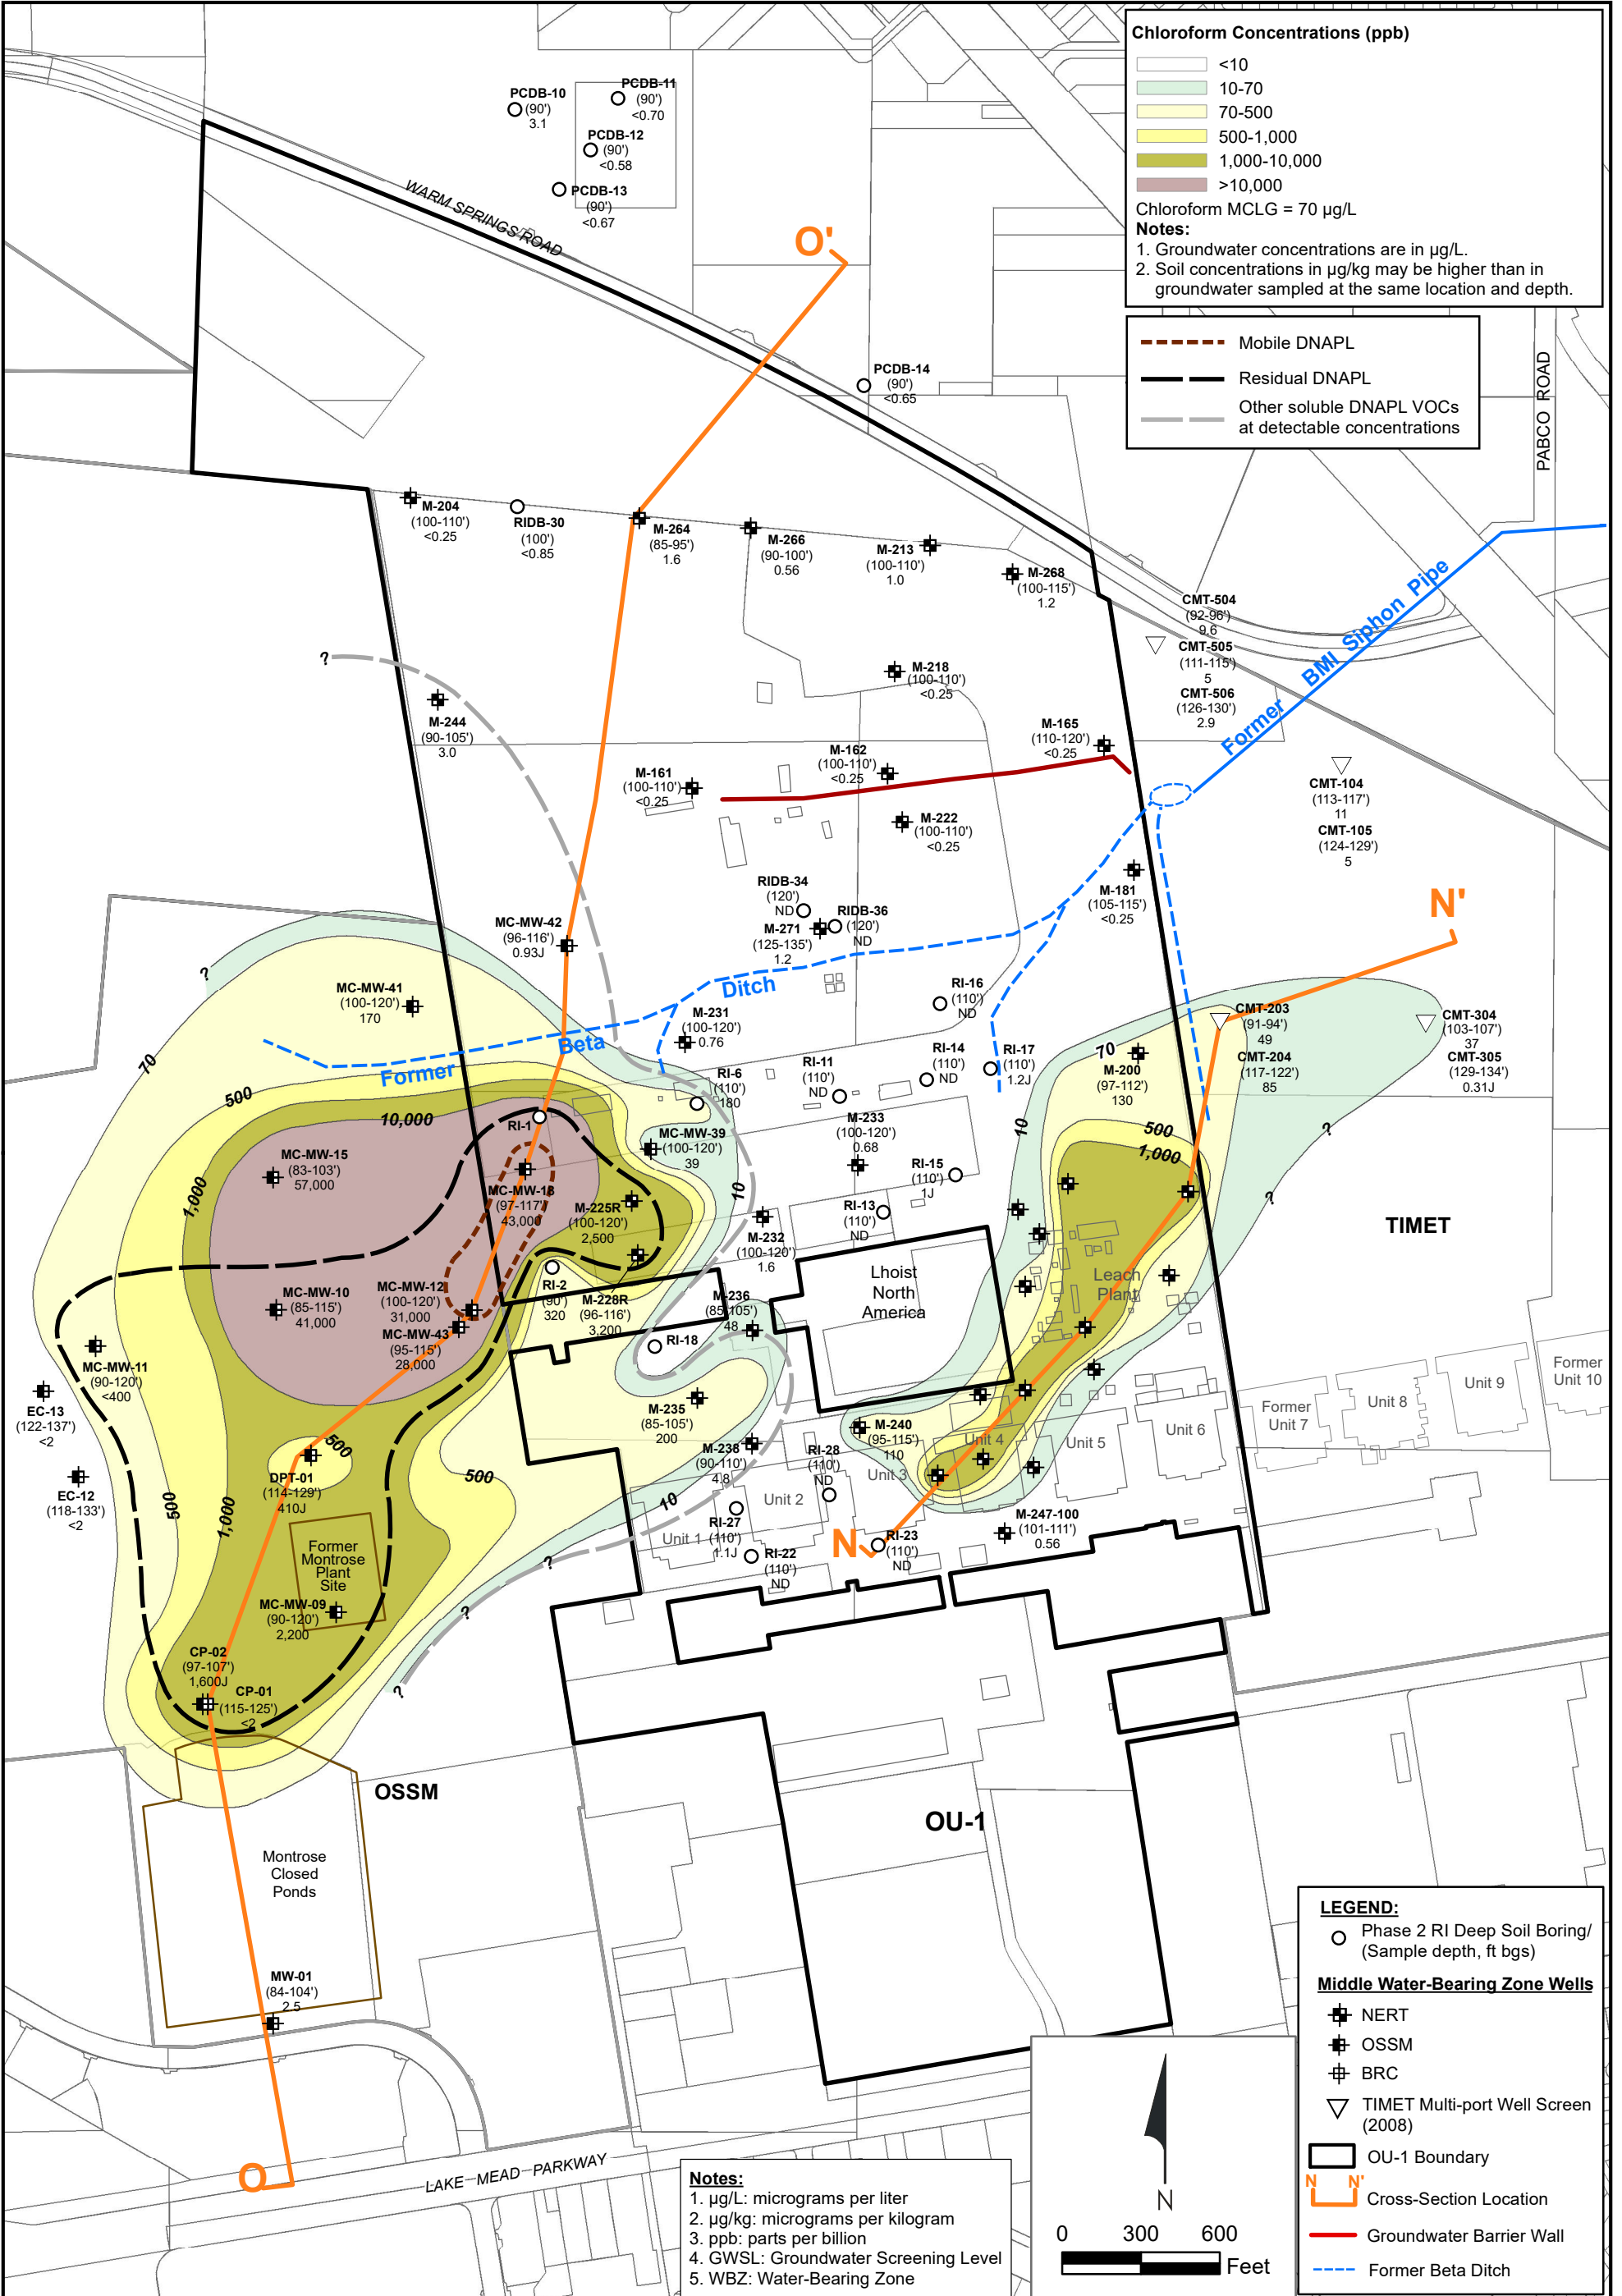 Chloroform Concentrations (ppb)
<10
10-70
70-500
500-1,000
1,000-10,000
>10,000
Chloroform MCLG = 70 µg/L
Notes:
1. Groundwater concentrations are in µg/L.
2. Soil concentrations in µg/kg may be higher than in
groundwater sampled at the same location and depth.
Mobile DNAPL
Residual DNAPL
Other soluble DNAPL VOCs
at detectable concentrations
PABCO ROAD
PCDB-10
(90')
3.1
PCDB-11
(90')
<0.70
PCDB-12
(90')
<0.58
PCDB-13
(90')
<0.67
WARM SPRINGS ROAD
O'
PCDB-14
(90')
<0.65
M-204
(100-110')
<0.25
RIDB-30
(100')
<0.85
M-264
(85-95')
1.6
M-266
(90-100')
0.56
M-213
(100-110')
1.0
M-268
(100-115')
1.2
CMT-504
(92-96')
9.6
CMT-505
(111-115')
5
CMT-506
(126-130')
2.9
Former BMI Siphon Pipe
?
M-244
(90-105')
3.0
M-218
(100-110')
<0.25
M-165
(110-120')
<0.25
M-161
(100-110')
<0.25
M-162
(100-110')
<0.25
M-222
(100-110')
<0.25
CMT-104
(113-117')
11
CMT-105
(124-129')
5
M-181
(105-115')
<0.25
N'
RIDB-34
(120')
ND
RIDB-36
(120')
ND
M-271
(125-135')
1.2
MC-MW-42
(96-116')
0.93J
?
MC-MW-41
(100-120')
170
Former Beta Ditch
M-231
(100-120')
0.76
RI-16
(110')
ND
RI-14
(110')
ND
RI-17
(110')
1.2J
RI-11
(110')
ND
RI-6
(110')
180
70
M-200
(97-112')
130
CMT-203
(91-94')
49
CMT-204
(117-122')
85
CMT-304
(103-107')
37
CMT-305
(129-134')
0.31J
70
500
10,000
RI-1
MC-MW-39
(100-120')
39
M-233
(100-120')
0.68
RI-15
(110')
1J
10
500
1,000
?
MC-MW-15
(83-103')
57,000
1,000
MC-MW-18
(97-117')
43,000
M-225R
(100-120')
2,500
10
M-232
(100-120')
1.6
RI-13
(110')
ND
?
TIMET
Lhoist
North
America
Leach
Plant
MC-MW-10
(85-115')
41,000
MC-MW-12
(100-120')
31,000
MC-MW-43
(95-115')
28,000
RI-2
(90')
320
M-228R
(96-116')
3,200
M-236
(85-105')
48
RI-18
MC-MW-11
(90-120')
<400
EC-13
(122-137')
<2
M-235
(85-105')
200
M-240
(95-115')
110
M-238
(90-110')
4.8
RI-28
(110')
ND
Unit 3
Unit 4
Unit 5
Unit 6
Former
Unit 7
Unit 8
Unit 9
Former
Unit 10
EC-12
(118-133')
<2
500
DPT-01
(114-129')
410J
500
500
1,000
10
Unit 1
Unit 2
RI-27
(110')
1.1J
RI-22
(110')
ND
N
RI-23
(110')
ND
M-247-100
(101-111')
0.56
Former
Montrose
Plant
Site
?
?
MC-MW-09
(90-120')
2,200
CP-02
(97-107')
1,600J
CP-01
(115-125')
<2
?
OSSM
OU-1
Montrose
Closed
Ponds
MW-01
(84-104')
2.5
O
LAKE MEAD PARKWAY
Notes:
1. µg/L: micrograms per liter
2. µg/kg: micrograms per kilogram
3. ppb: parts per billion
4. GWSL: Groundwater Screening Level
5. WBZ: Water-Bearing Zone
N
0 300 600
Feet
LEGEND:
Phase 2 RI Deep Soil Boring/
(Sample depth, ft bgs)
Middle Water-Bearing Zone Wells
NERT
OSSM
BRC
TIMET Multi-port Well Screen
(2008)
OU-1 Boundary
N N'
Cross-Section Location
Groundwater Barrier Wall
Former Beta Ditch